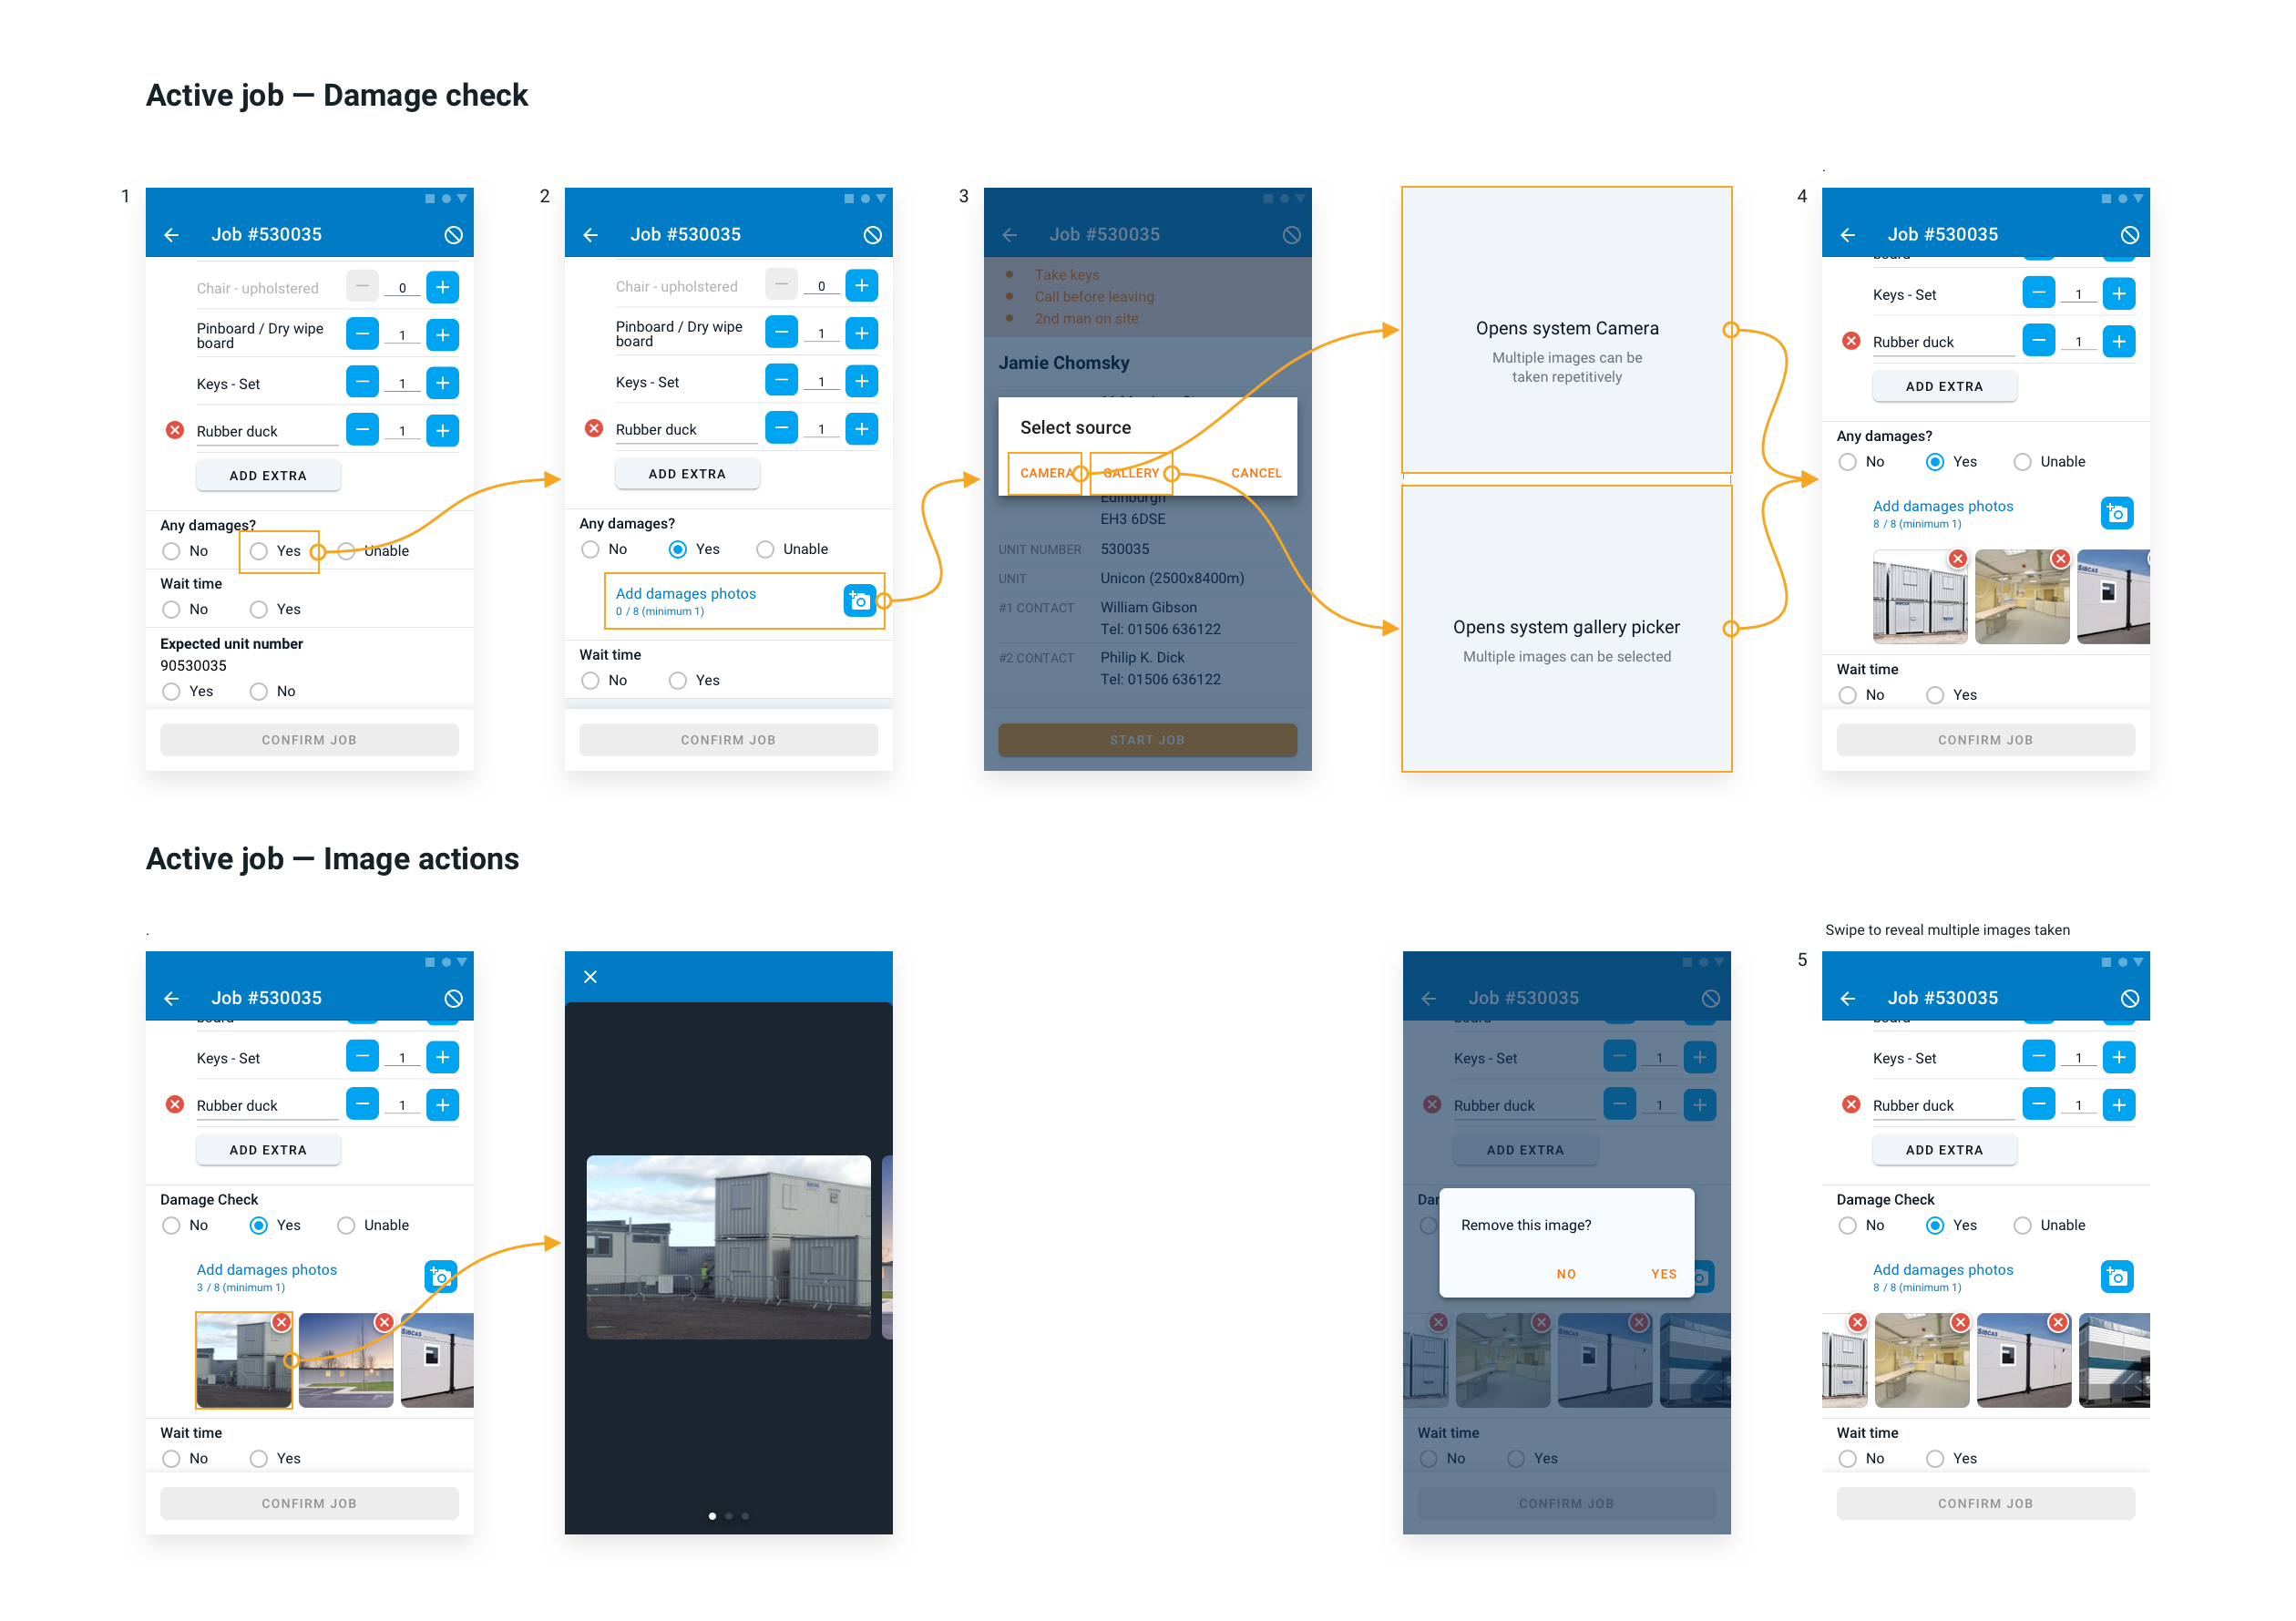 Active job — Damage check
1
Job #530035
Chair - upholstered
0
Pinboard / Dry wipe
board
1
Keys - Set
1
Rubber duck
1
ADD EXTRA
Any damages?
No
Yes
Unable
Wait time
No
Yes
Expected unit number
90530035
Yes
No
CONFIRM JOB
2
Job #530035
Chair - upholstered
0
Pinboard / Dry wipe
board
1
Keys - Set
1
Rubber duck
1
ADD EXTRA
Any damages?
No
Yes
Unable
Add damages photos
0 / 8 (minimum 1)
Wait time
No
Yes
CONFIRM JOB
3
Job #530035
Take keys
Call before leaving
2nd man on site
Jamie Chomsky
Select source
CAMERA
GALLERY
CANCEL
Edinburgh
EH3 6DSE
UNIT NUMBER
530035
UNIT
Unicon (2500x8400m)
#1 CONTACT
William Gibson
Tel: 01506 636122
#2 CONTACT
Philip K. Dick
Tel: 01506 636122
START JOB
Opens system Camera
Multiple images can be
taken repetitively
Opens system gallery picker
Multiple images can be selected
.
4
Job #530035
board
Keys - Set
1
Rubber duck
1
ADD EXTRA
Any damages?
No
Yes
Unable
Add damages photos
8 / 8 (minimum 1)
SIBCAS
Wait time
No
Yes
CONFIRM JOB
Active job — Image actions
.
Job #530035
board
Keys - Set
1
Rubber duck
1
ADD EXTRA
Damage Check
No
Yes
Unable
Add damages photos
3 / 8 (minimum 1)
SIBCAS
Wait time
No
Yes
CONFIRM JOB
Job #530035
board
Keys - Set
1
Rubber duck
1
ADD EXTRA
Remove this image?
NO
YES
SIBCAS
Wait time
No
Yes
CONFIRM JOB
Swipe to reveal multiple images taken
5
Job #530035
board
Keys - Set
1
Rubber duck
1
ADD EXTRA
Damage Check
No
Yes
Unable
Add damages photos
8 / 8 (minimum 1)
SIBCAS
Wait time
No
Yes
CONFIRM JOB